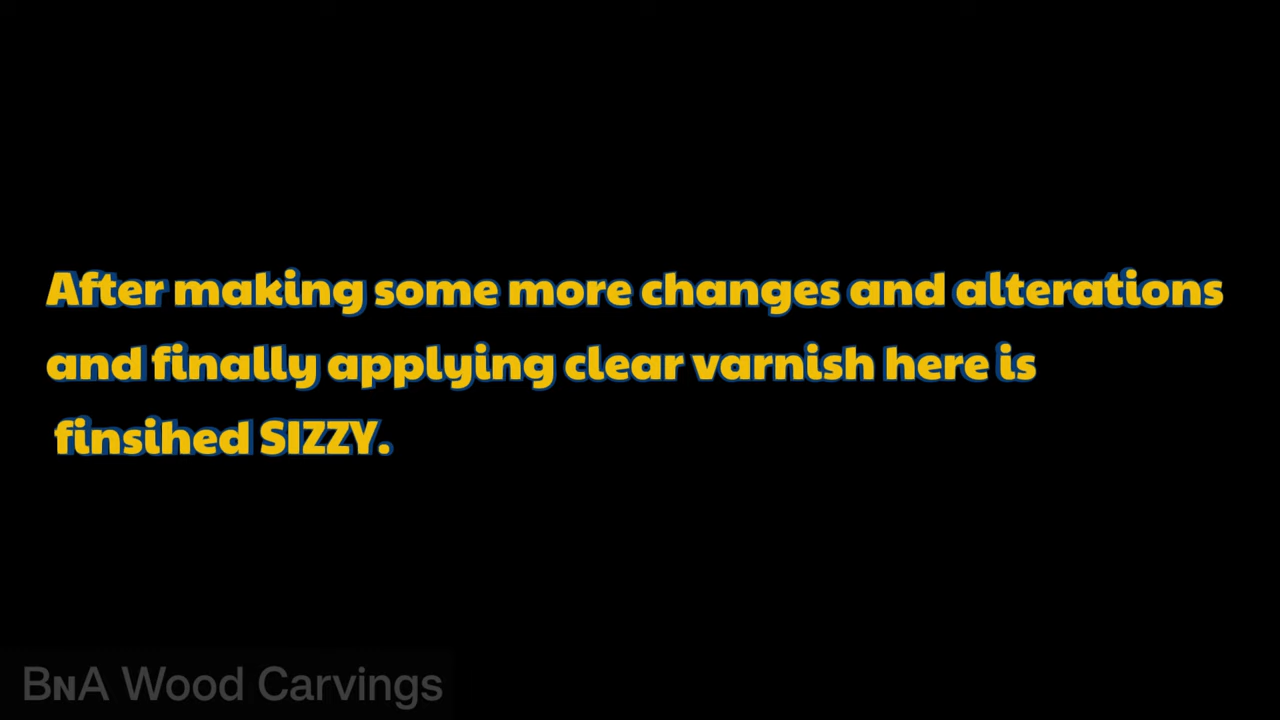 After making some more changes and alterations
and finally applying clear varnish here is
finsihed SIZZY.
BNA Wood Carvings